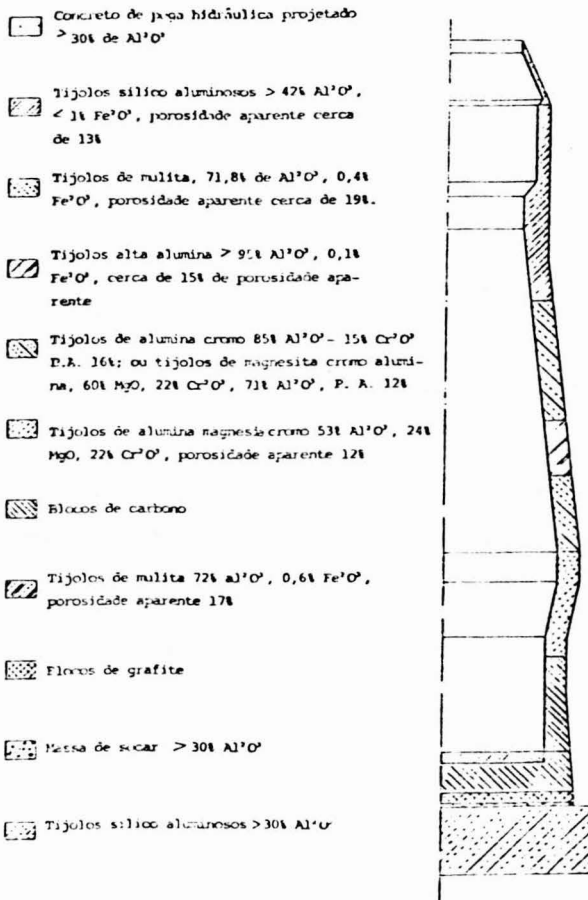 Concreto de pega hidráulica projetado
> 30% de Al²O³
Tijolos silico aluminosos > 42% Al²O³,
< 1% Fe²O³, porosidade aparente cerca
de 13%
Tijolos de mulita, 71,8% de Al²O³, 0,4%
Fe²O³, porosidade aparente cerca de 19%.
Tijolos alta alumina > 99% Al²O³, 0,1%
Fe²O³, cerca de 15% de porosidade apa-
rente
Tijolos de alumina cromo 85% Al²O³- 15% Cr²O³
P.A. 16%; ou tijolos de magnesita cromo alumi-
na, 60% MgO, 22% Cr²O³, 71% Al²O³, P. A. 12%
Tijolos de alumina magnesia cromo 53% Al²O³, 24%
MgO, 22% Cr²O³, porosidade aparente 12%
Blocos de carbono
Tijolos de mulita 72% al²O³, 0,6% Fe²O³,
porosidade aparente 17%
Blocos de grafite
Massa de socar > 30% Al²O³
Tijolos silico aluminosos >30%